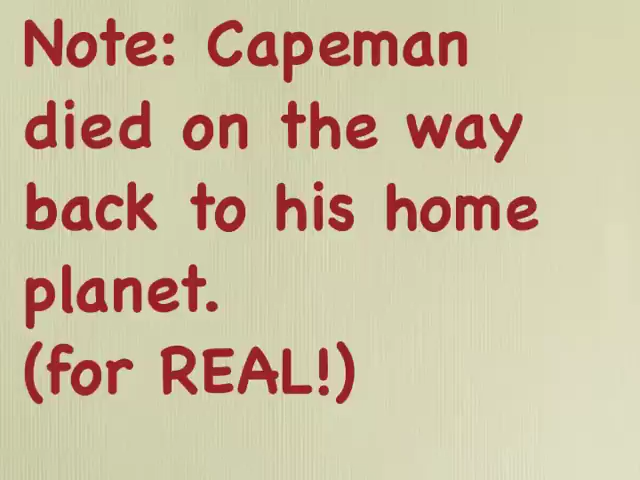 Note: Capeman
died on the way
back to his home
planet.
(for REAL!)